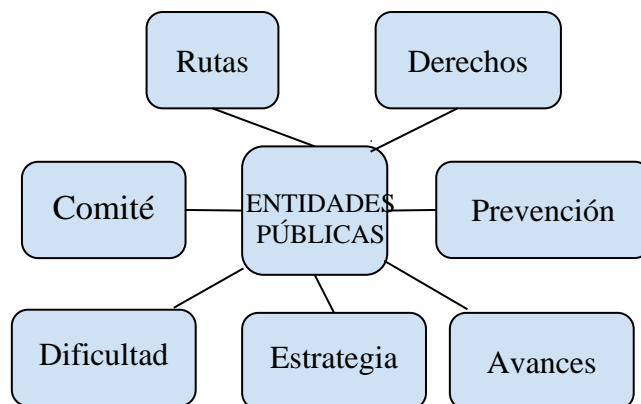 Rutas
Derechos
Comité
ENTIDADES
PÚBLICAS
Prevención
Dificultad
Estrategia
Avances